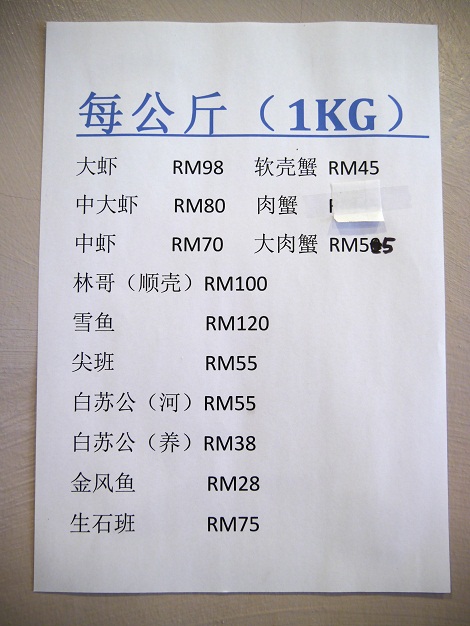 每公斤（1KG）
大虾 RM98 软壳蟹 RM45
中大虾 RM80 肉蟹
中虾 RM70 大肉蟹 RM55
林哥（顺壳）RM100
雪鱼 RM120
尖班 RM55
白苏公（河）RM55
白苏公（养）RM38
金风鱼 RM28
生石班 RM75